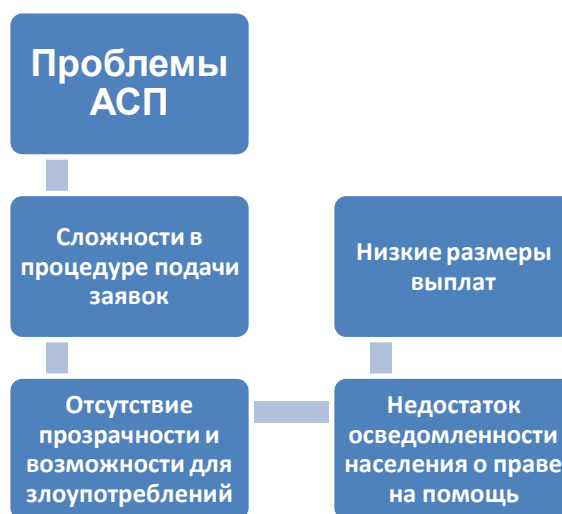 Проблемы
АСП
Сложности в
процедуре подачи
заявок
Отсутствие
прозрачности и
возможности для
злоупотреблений
Недостаток
осведомленности
населения о праве
на помощь
Низкие размеры
выплат